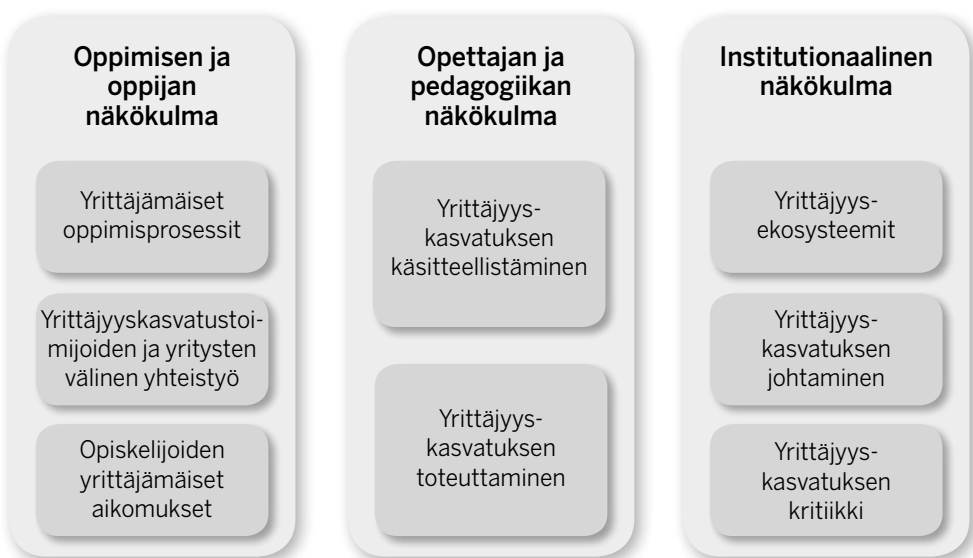 Oppimisen ja
oppijan
näkökulma
Yrittäjämäiset
oppimisprosessit
Yrittäjyyskasvatustoi-
mijoiden ja yritysten
välinen yhteistyö
Opiskelijoiden
yrittäjämäiset
aikomukset
Opettajan ja
pedagogiikan
näkökulma
Yrittäjyys-
kasvatuksen
käsitteellistäminen
Yrittäjyys-
kasvatuksen
toteuttaminen
Institutionaalinen
näkökulma
Yrittäjyys-
ekosysteemit
Yrittäjyys-
kasvatuksen
johtaminen
Yrittäjyys-
kasvatuksen
kritiikki